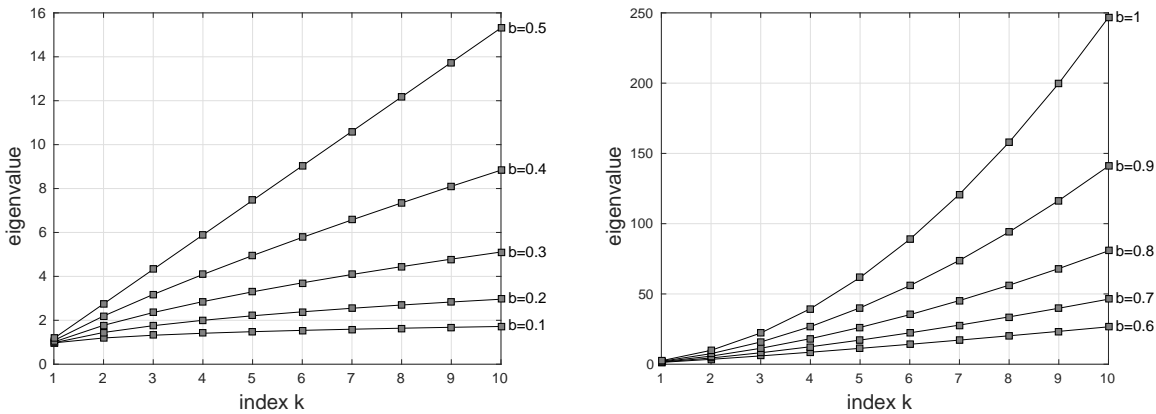 16
14
12
10
8
6
4
2
0
eigenvalue
1 2 3 4 5 6 7 8 9 10
index k
b=0.5
b=0.4
b=0.3
b=0.2
b=0.1
250
200
150
100
50
0
eigenvalue
1 2 3 4 5 6 7 8 9 10
index k
b=1
b=0.9
b=0.8
b=0.7
b=0.6